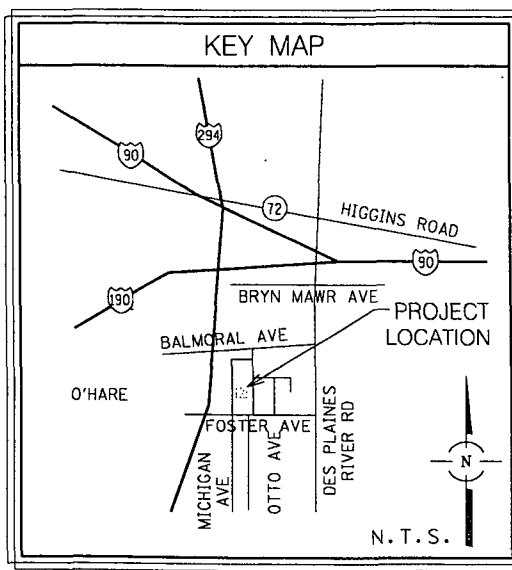 KEY MAP
294
90
72
HIGGINS ROAD
90
190
BRYN MAWR AVE
PROJECT
LOCATION
BALMORAL AVE
O'HARE
FOSTER AVE
MICHIGAN
AVE
OTTO AVE
DES PLAINES
RIVER RD
N
N.T.S.